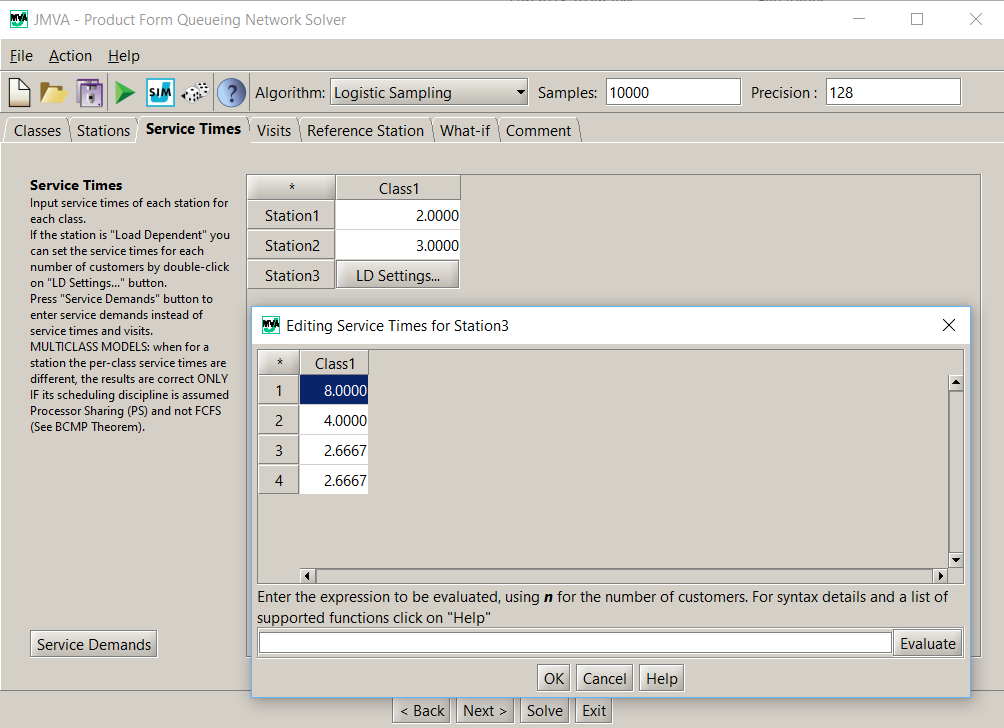 JMVA - Product Form Queueing Network Solver
File Action Help
SIM ? Algorithm: Logistic Sampling Samples: 10000 Precision : 128
Classes Stations Service Times Visits Reference Station What-if Comment
Service Times
Input service times of each station for
each class.
If the station is "Load Dependent" you
can set the service times for each
number of customers by double-click
on "LD Settings..." button.
Press "Service Demands" button to
enter service demands instead of
service times and visits.
MULTICLASS MODELS: when for a
station the per-class service times are
different, the results are correct ONLY
IF its scheduling discipline is assumed
Processor Sharing (PS) and not FCFS
(See BCMP Theorem).
* Class1
Station1 2.0000
Station2 3.0000
Station3 LD Settings...
Editing Service Times for Station3
* Class1
1 8.0000
2 4.0000
3 2.6667
4 2.6667
Enter the expression to be evaluated, using n for the number of customers. For syntax details and a list of
supported functions click on "Help"
Evaluate
OK Cancel Help
Service Demands
< Back Next > Solve Exit